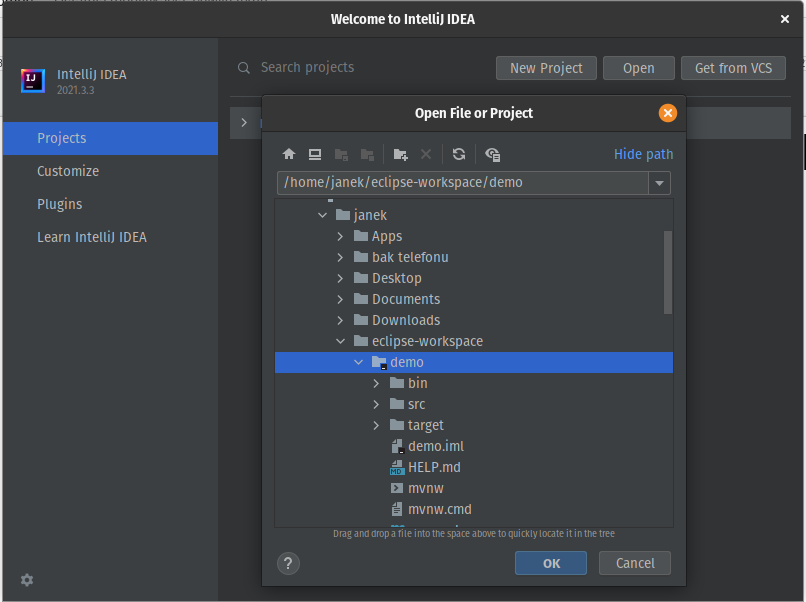 Welcome to IntelliJ IDEA
IntelliJ IDEA
2021.3.3
Search projects
New Project
Open
Get from VCS
Projects
Customize
Plugins
Learn IntelliJ IDEA
Open File or Project
Hide path
/home/janek/eclipse-workspace/demo
janek
Apps
bak telefonu
Desktop
Documents
Downloads
eclipse-workspace
demo
bin
src
target
demo.iml
HELP.md
mvnw
mvnw.cmd
Drag and drop a file into the space above to quickly locate it in the tree
?
OK
Cancel